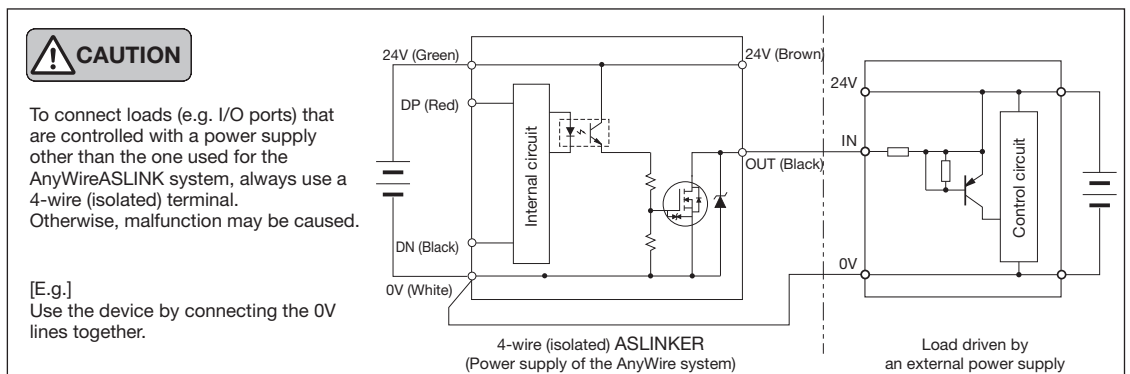 CAUTION
To connect loads (e.g. I/O ports) that
are controlled with a power supply
other than the one used for the
AnyWireASLINK system, always use a
4-wire (isolated) terminal.
Otherwise, malfunction may be caused.
[E.g.]
Use the device by connecting the 0V
lines together.
24V (Green)
DP (Red)
Internal circuit
DN (Black)
0V (White)
24V (Brown)
OUT (Black)
4-wire (isolated) ASLINKER
(Power supply of the AnyWire system)
24V
IN
Control circuit
0V
Load driven by
an external power supply